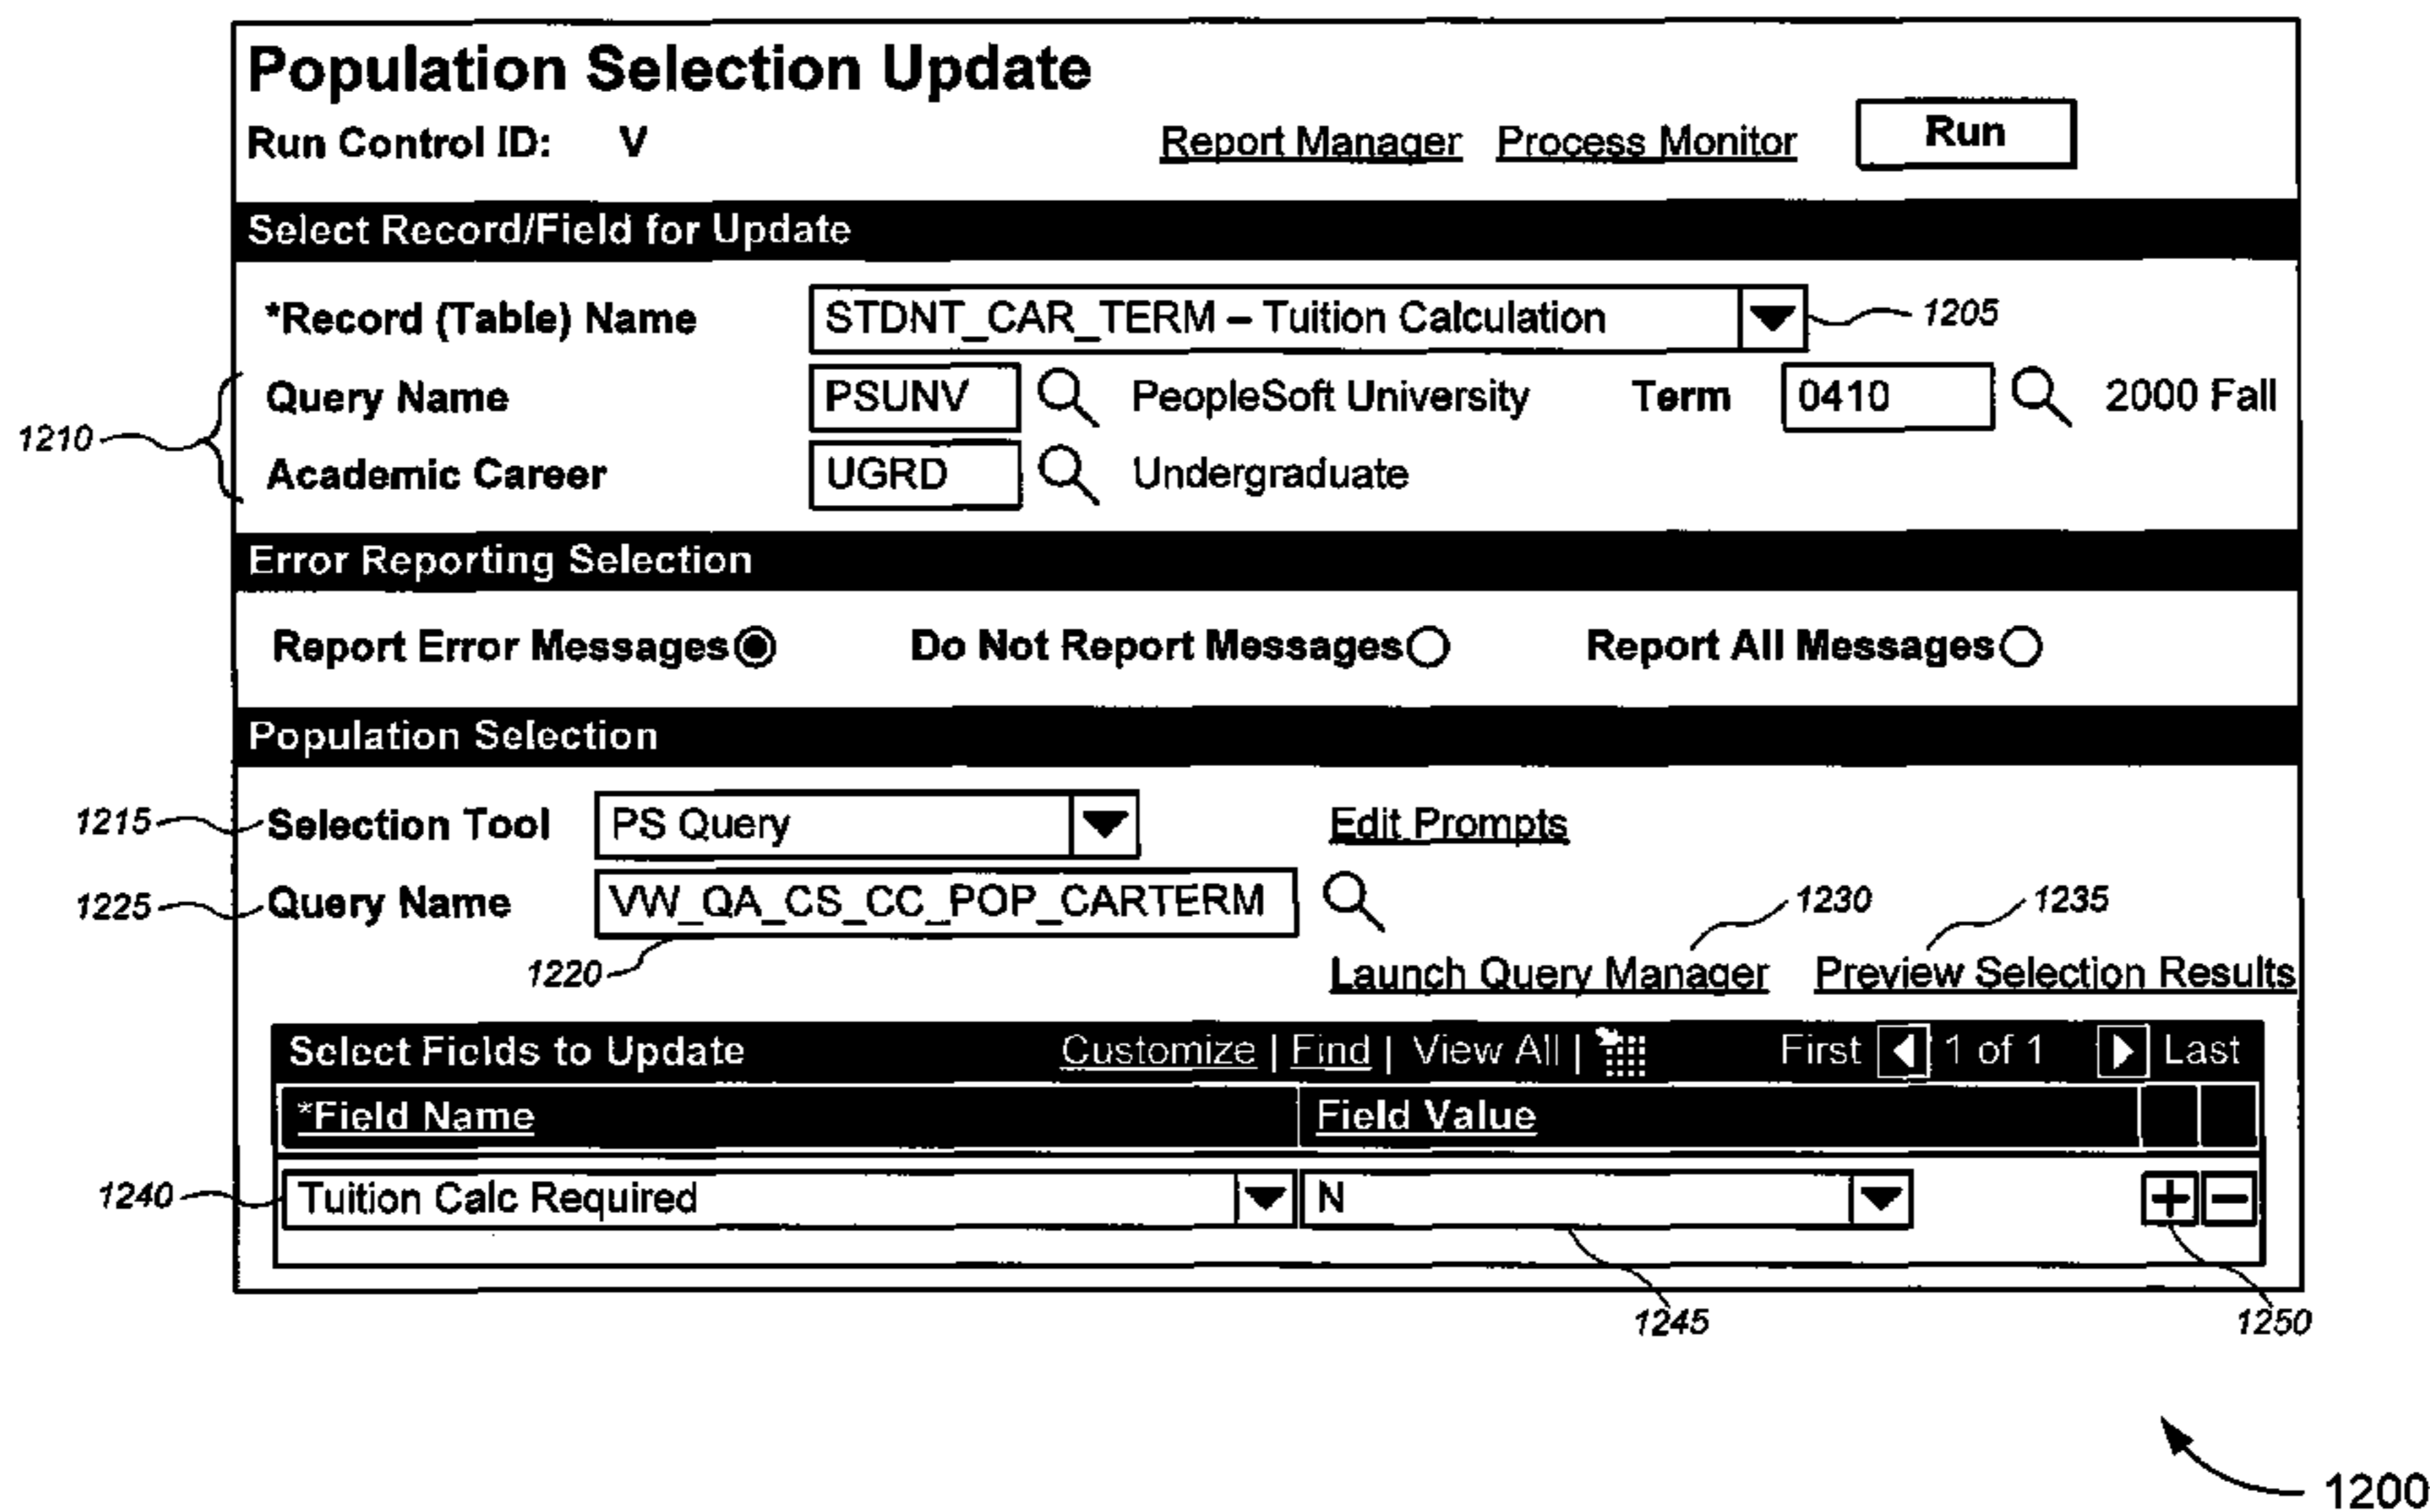 Population Selection Update
Run Control ID: V Report Manager Process Monitor Run
Select Record/Field for Update
*Record (Table) Name STDNT_CAR_TERM – Tuition Calculation 1205
Query Name PSUNV PeopleSoft University Term 0410 2000 Fall
1210
Academic Career UGRD Undergraduate
Error Reporting Selection
Report Error Messages Do Not Report Messages Report All Messages
Population Selection
1215 Selection Tool PS Query Edit Prompts
1225 Query Name VW_QA_CS_CC_POP_CARTERM 1230 1235
1220 Launch Query Manager Preview Selection Results
Select Fields to Update Customize | Find | View All | First 1 of 1 Last
*Field Name Field Value
1240 Tuition Calc Required N + −
1245 1250
1200